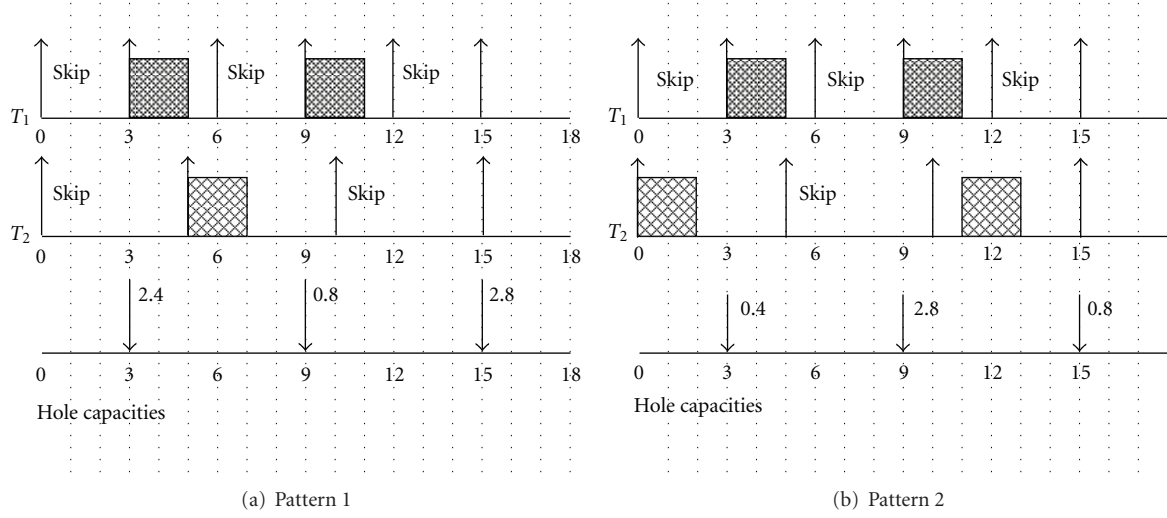 Skip Skip Skip
T1
0 3 6 9 12 15 18
Skip Skip
T2
0 3 6 9 12 15 18
2.4 0.8 2.8
0 3 6 9 12 15 18
Hole capacities
(a) Pattern 1
Skip Skip Skip
T1
0 3 6 9 12 15
Skip
T2
0 3 6 9 12 15
0.4 2.8 0.8
0 3 6 9 12 15
Hole capacities
(b) Pattern 2